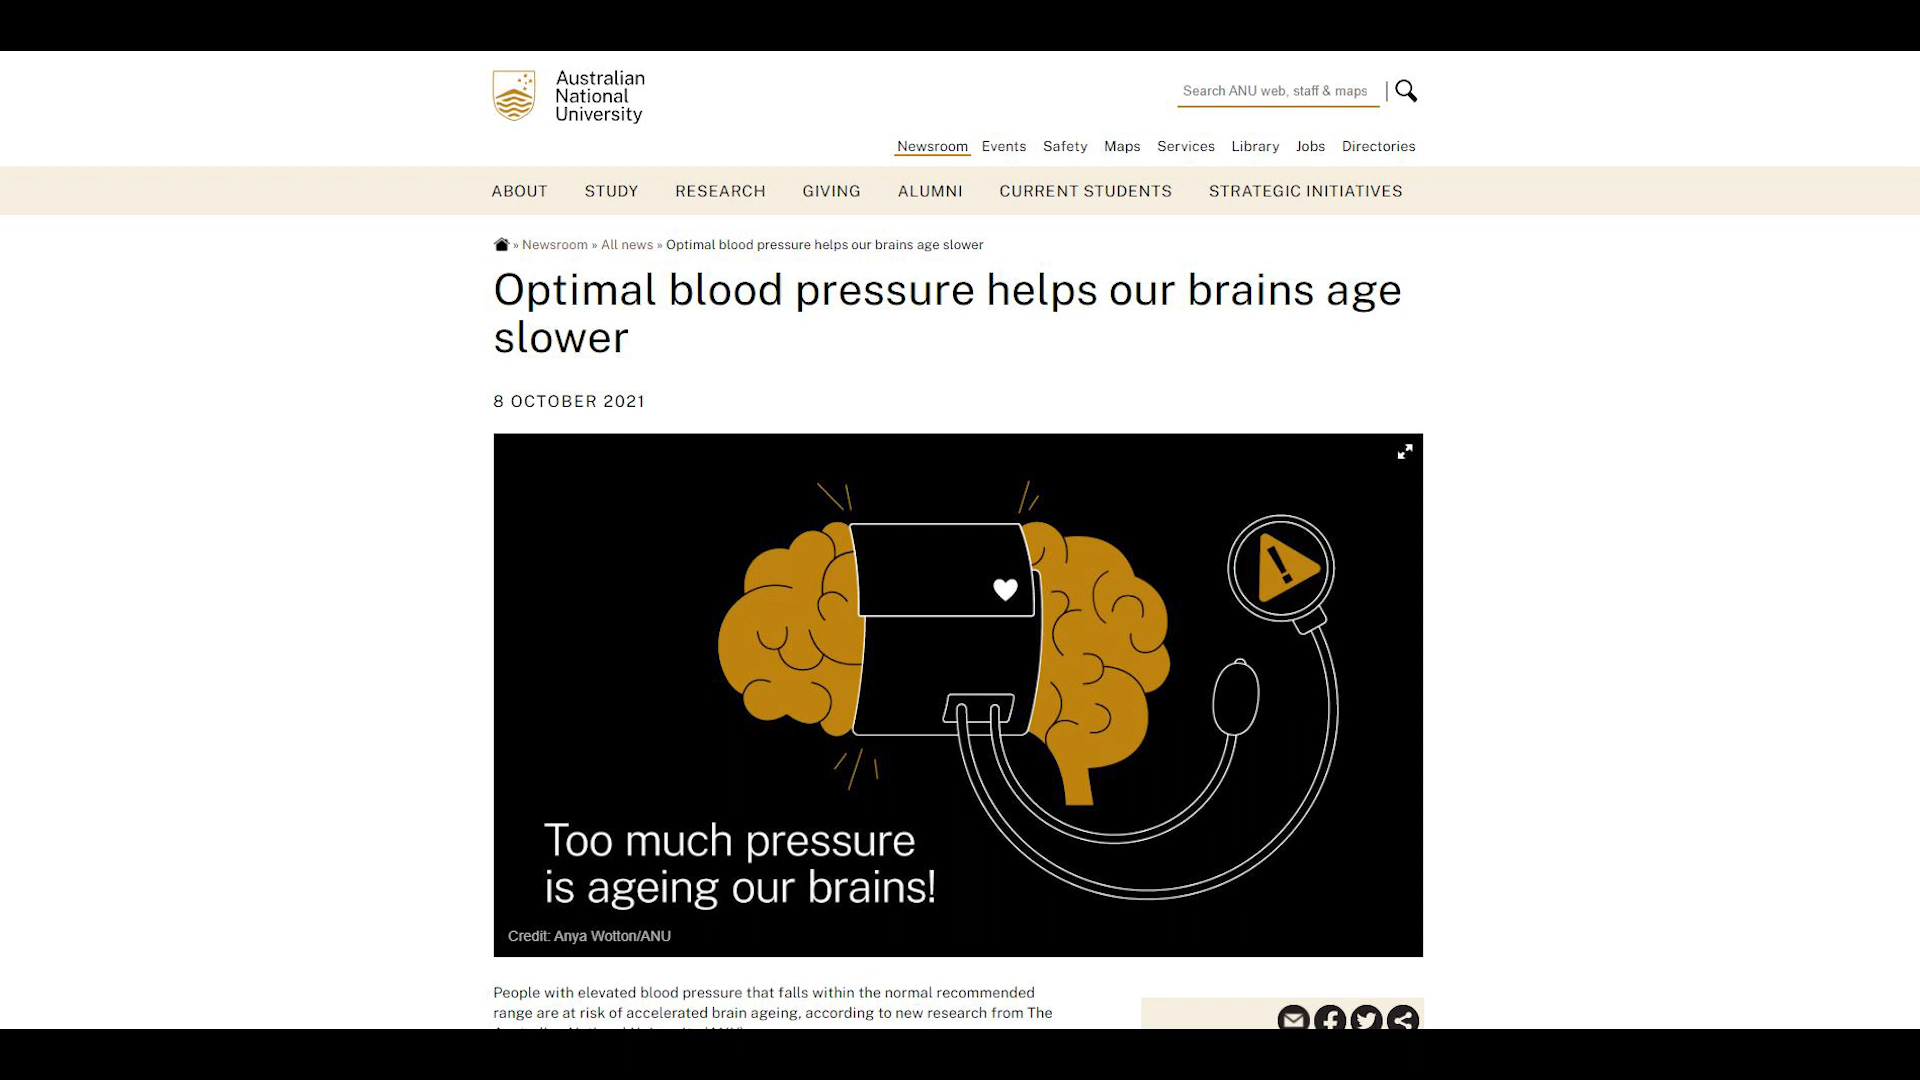 Australian
National
University
Search ANU web, staff & maps
Newsroom Events Safety Maps Services Library Jobs Directories
ABOUT STUDY RESEARCH GIVING ALUMNI CURRENT STUDENTS STRATEGIC INITIATIVES
» Newsroom » All news » Optimal blood pressure helps our brains age slower
Optimal blood pressure helps our brains age
slower
8 OCTOBER 2021
Too much pressure
is ageing our brains!
Credit: Anya Wotton/ANU
People with elevated blood pressure that falls within the normal recommended
range are at risk of accelerated brain ageing, according to new research from The